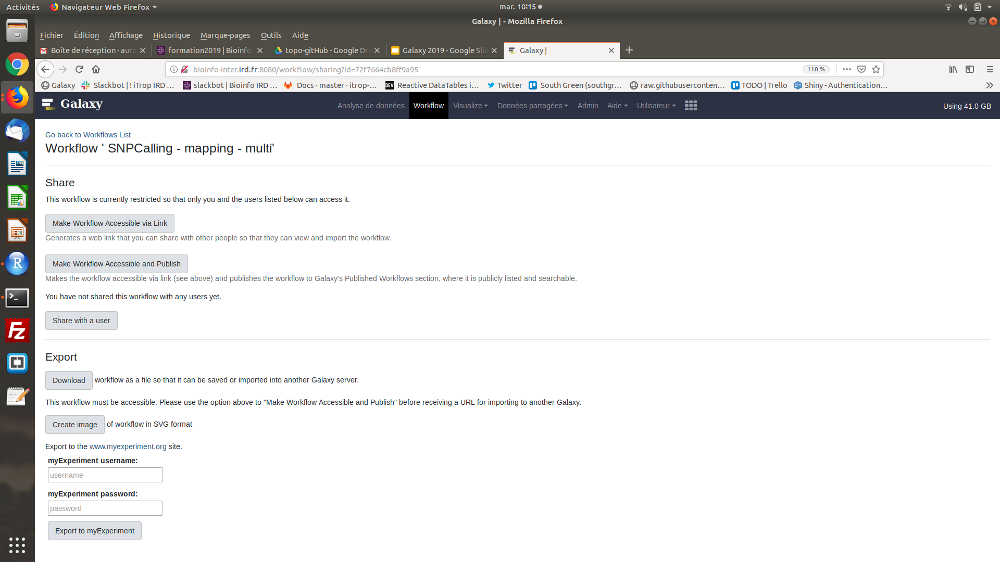 Activités Navigateur Web Firefox mar. 10:15
Galaxy | - Mozilla Firefox
Fichier Édition Affichage Historique Marque-pages Outils Aide
Boîte de réception - auro formation2019 | Bioinfo topo-gitHub - Google Dri Galaxy 2019 - Google Slid Galaxy |
bioinfo-inter.ird.fr:8080/workflow/sharing?id=72f7664cb8ff9a95 110 %
Galaxy Slackbot | ! iTrop IRD … slackbot | Bioinfo IRD … Docs · master · itrop-… DEV Reactive DataTables i… Twitter South Green (southgr… raw.githubuserconten… TODO | Trello Shiny - Authentication…
Galaxy Analyse de données Workflow Visualize Données partagées Admin Aide Utilisateur Using 41.0 GB
Go back to Workflows List
Workflow ' SNPCalling - mapping - multi'
Share
This workflow is currently restricted so that only you and the users listed below can access it.
Make Workflow Accessible via Link
Generates a web link that you can share with other people so that they can view and import the workflow.
Make Workflow Accessible and Publish
Makes the workflow accessible via link (see above) and publishes the workflow to Galaxy's Published Workflows section, where it is publicly listed and searchable.
You have not shared this workflow with any users yet.
Share with a user
Export
Download workflow as a file so that it can be saved or imported into another Galaxy server.
This workflow must be accessible. Please use the option above to "Make Workflow Accessible and Publish" before receiving a URL for importing to another Galaxy.
Create image of workflow in SVG format
Export to the www.myexperiment.org site.
myExperiment username:
username
myExperiment password:
password
Export to myExperiment
R
Fz